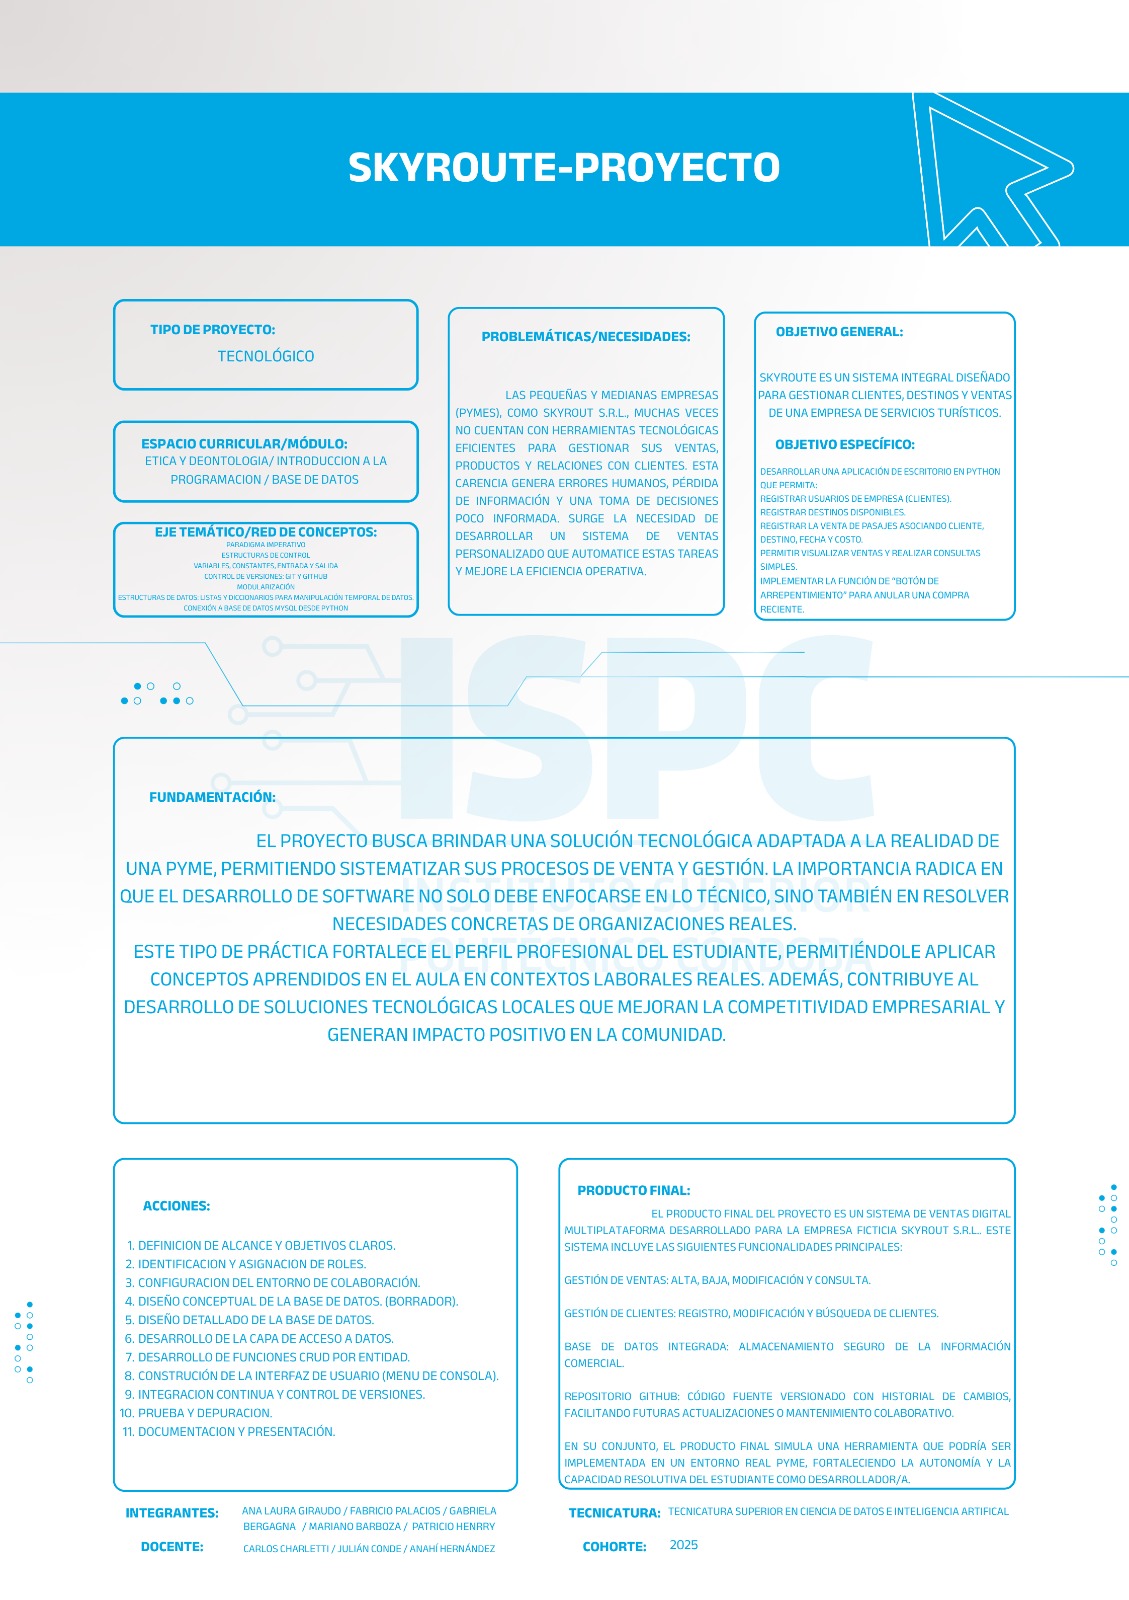 SKYROUTE-PROYECTO
TIPO DE PROYECTO:
TECNOLÓGICO
ESPACIO CURRICULAR/MÓDULO:
ETICA Y DEONTOLOGIA/ INTRODUCCION A LA
PROGRAMACION / BASE DE DATOS
EJE TEMÁTICO/RED DE CONCEPTOS:
PARADIGMA IMPERATIVO
ESTRUCTURAS DE CONTROL
VARIABLES, CONSTANTES, ENTRADA Y SALIDA
CONTROL DE VERSIONES: GIT Y GITHUB
MODULARIZACIÓN
ESTRUCTURAS DE DATOS: LISTAS Y DICCIONARIOS PARA MANIPULACIÓN TEMPORAL DE DATOS.
CONEXIÓN A BASE DE DATOS MYSQL DESDE PYTHON
PROBLEMÁTICAS/NECESIDADES:
LAS PEQUEÑAS Y MEDIANAS EMPRESAS
(PYMES), COMO SKYROUT S.R.L., MUCHAS VECES
NO CUENTAN CON HERRAMIENTAS TECNOLÓGICAS
EFICIENTES PARA GESTIONAR SUS VENTAS,
PRODUCTOS Y RELACIONES CON CLIENTES. ESTA
CARENCIA GENERA ERRORES HUMANOS, PÉRDIDA
DE INFORMACIÓN Y UNA TOMA DE DECISIONES
POCO INFORMADA. SURGE LA NECESIDAD DE
DESARROLLAR UN SISTEMA DE VENTAS
PERSONALIZADO QUE AUTOMATICE ESTAS TAREAS
Y MEJORE LA EFICIENCIA OPERATIVA.
OBJETIVO GENERAL:
SKYROUTE ES UN SISTEMA INTEGRAL DISEÑADO
PARA GESTIONAR CLIENTES, DESTINOS Y VENTAS
DE UNA EMPRESA DE SERVICIOS TURÍSTICOS.
OBJETIVO ESPECÍFICO:
DESARROLLAR UNA APLICACIÓN DE ESCRITORIO EN PYTHON
QUE PERMITA:
REGISTRAR USUARIOS DE EMPRESA (CLIENTES).
REGISTRAR DESTINOS DISPONIBLES.
REGISTRAR LA VENTA DE PASAJES ASOCIANDO CLIENTE,
DESTINO, FECHA Y COSTO.
PERMITIR VISUALIZAR VENTAS Y REALIZAR CONSULTAS
SIMPLES.
IMPLEMENTAR LA FUNCIÓN DE “BOTÓN DE
ARREPENTIMIENTO” PARA ANULAR UNA COMPRA
RECIENTE.
ISPC
INSTITUTO SUPERIOR
POLITÉCNICO CÓRDOBA
FUNDAMENTACIÓN:
EL PROYECTO BUSCA BRINDAR UNA SOLUCIÓN TECNOLÓGICA ADAPTADA A LA REALIDAD DE
UNA PYME, PERMITIENDO SISTEMATIZAR SUS PROCESOS DE VENTA Y GESTIÓN. LA IMPORTANCIA RADICA EN
QUE EL DESARROLLO DE SOFTWARE NO SOLO DEBE ENFOCARSE EN LO TÉCNICO, SINO TAMBIÉN EN RESOLVER
NECESIDADES CONCRETAS DE ORGANIZACIONES REALES.
ESTE TIPO DE PRÁCTICA FORTALECE EL PERFIL PROFESIONAL DEL ESTUDIANTE, PERMITIÉNDOLE APLICAR
CONCEPTOS APRENDIDOS EN EL AULA EN CONTEXTOS LABORALES REALES. ADEMÁS, CONTRIBUYE AL
DESARROLLO DE SOLUCIONES TECNOLÓGICAS LOCALES QUE MEJORAN LA COMPETITIVIDAD EMPRESARIAL Y
GENERAN IMPACTO POSITIVO EN LA COMUNIDAD.
ACCIONES:
1. DEFINICION DE ALCANCE Y OBJETIVOS CLAROS.
2. IDENTIFICACION Y ASIGNACION DE ROLES.
3. CONFIGURACION DEL ENTORNO DE COLABORACIÓN.
4. DISEÑO CONCEPTUAL DE LA BASE DE DATOS. (BORRADOR).
5. DISEÑO DETALLADO DE LA BASE DE DATOS.
6. DESARROLLO DE LA CAPA DE ACCESO A DATOS.
7. DESARROLLO DE FUNCIONES CRUD POR ENTIDAD.
8. CONSTRUCIÓN DE LA INTERFAZ DE USUARIO (MENU DE CONSOLA).
9. INTEGRACION CONTINUA Y CONTROL DE VERSIONES.
10. PRUEBA Y DEPURACION.
11. DOCUMENTACION Y PRESENTACIÓN.
PRODUCTO FINAL:
EL PRODUCTO FINAL DEL PROYECTO ES UN SISTEMA DE VENTAS DIGITAL
MULTIPLATAFORMA DESARROLLADO PARA LA EMPRESA FICTICIA SKYROUT S.R.L.. ESTE
SISTEMA INCLUYE LAS SIGUIENTES FUNCIONALIDADES PRINCIPALES:
GESTIÓN DE VENTAS: ALTA, BAJA, MODIFICACIÓN Y CONSULTA.
GESTIÓN DE CLIENTES: REGISTRO, MODIFICACIÓN Y BÚSQUEDA DE CLIENTES.
BASE DE DATOS INTEGRADA: ALMACENAMIENTO SEGURO DE LA INFORMACIÓN
COMERCIAL.
REPOSITORIO GITHUB: CÓDIGO FUENTE VERSIONADO CON HISTORIAL DE CAMBIOS,
FACILITANDO FUTURAS ACTUALIZACIONES O MANTENIMIENTO COLABORATIVO.
EN SU CONJUNTO, EL PRODUCTO FINAL SIMULA UNA HERRAMIENTA QUE PODRÍA SER
IMPLEMENTADA EN UN ENTORNO REAL PYME, FORTALECIENDO LA AUTONOMÍA Y LA
CAPACIDAD RESOLUTIVA DEL ESTUDIANTE COMO DESARROLLADOR/A.
INTEGRANTES: ANA LAURA GIRAUDO / FABRICIO PALACIOS / GABRIELA
BERGAGNA / MARIANO BARBOZA / PATRICIO HENRRY
DOCENTE: CARLOS CHARLETTI / JULIÁN CONDE / ANAHÍ HERNÁNDEZ
TECNICATURA: TECNICATURA SUPERIOR EN CIENCIA DE DATOS E INTELIGENCIA ARTIFICAL
COHORTE: 2025